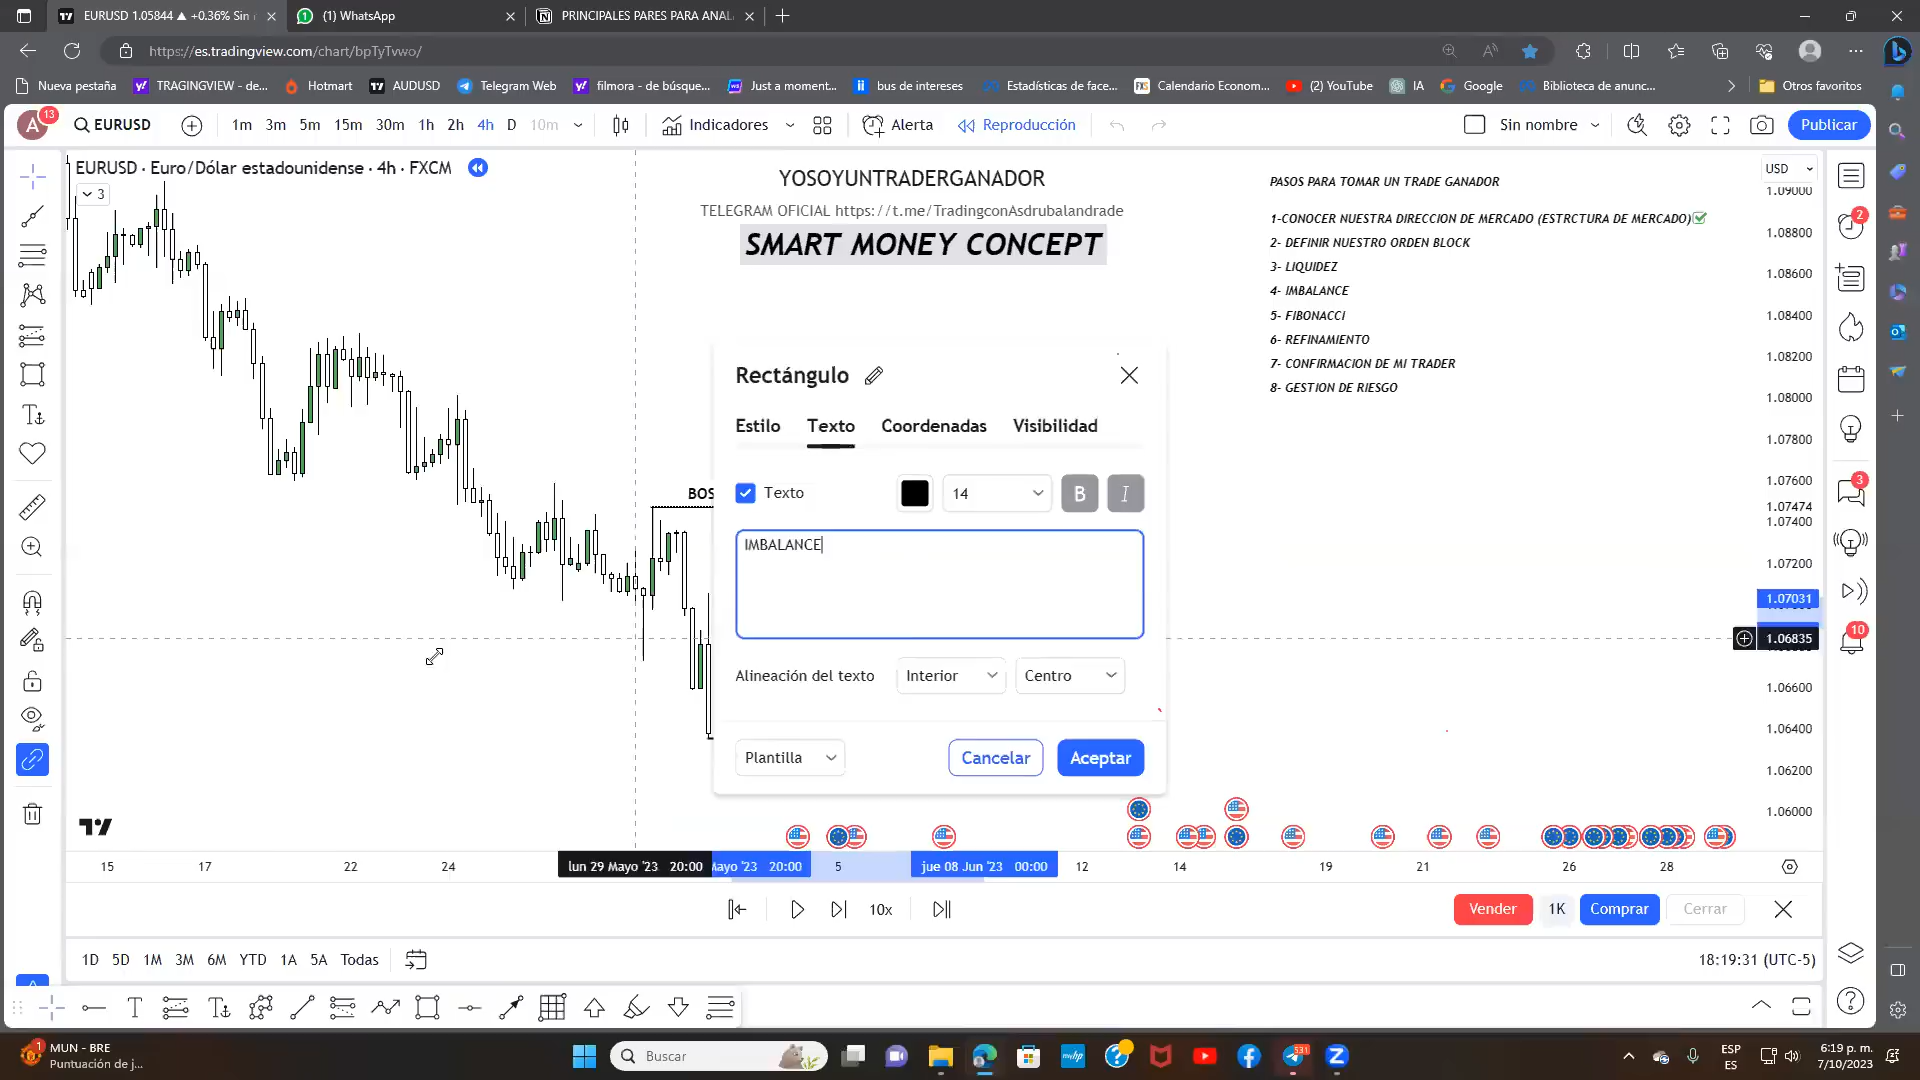 EURUSD 1.05844 ▲ +0.36% Sin
(1) WhatsApp
PRINCIPALES PARES PARA ANAL
https://es.tradingview.com/chart/bpTyTvwo/
Nueva pestaña
TRAGINGVIEW - de...
Hotmart
AUDUSD
Telegram Web
filmora - de búsque...
Just a moment...
bus de intereses
Estadísticas de face...
Calendario Econom...
(2) YouTube
IA
Google
Biblioteca de anunc...
Otros favoritos
A 13
EURUSD
1m 3m 5m 15m 30m 1h 2h 4h D 10m
Indicadores
Alerta
Reproducción
Sin nombre
Publicar
EURUSD · Euro/Dólar estadounidense · 4h · FXCM
3
YOSOYUNTRADERGANADOR
TELEGRAM OFICIAL https://t.me/TradingconAsdrubalandrade
SMART MONEY CONCEPT
PASOS PARA TOMAR UN TRADE GANADOR
1-CONOCER NUESTRA DIRECCION DE MERCADO (ESTRCTURA DE MERCADO)✅
2- DEFINIR NUESTRO ORDEN BLOCK
3- LIQUIDEZ
4- IMBALANCE
5- FIBONACCI
6- REFINAMIENTO
7- CONFIRMACION DE MI TRADER
8- GESTION DE RIESGO
USD
1.09000
1.08800
1.08600
1.08400
1.08200
1.08000
1.07800
1.07600
1.07474
1.07400
1.07200
1.07031
1.06835
1.06600
1.06400
1.06200
1.06000
BOS
Rectángulo
Estilo Texto Coordenadas Visibilidad
Texto
14
B I
IMBALANCE
Alineación del texto
Interior
Centro
Plantilla
Cancelar
Aceptar
15 17 22 24
lun 29 Mayo '23 20:00
Mayo '23 20:00
5
jue 08 Jun '23 00:00
12 14 19 21 26 28
10x
Vender
1K
Comprar
Cerrar
1D 5D 1M 3M 6M YTD 1A 5A Todas
18:19:31 (UTC-5)
2
3
10
MUN - BRE
Puntuación de j...
Buscar
ESP
ES
6:19 p. m.
7/10/2023